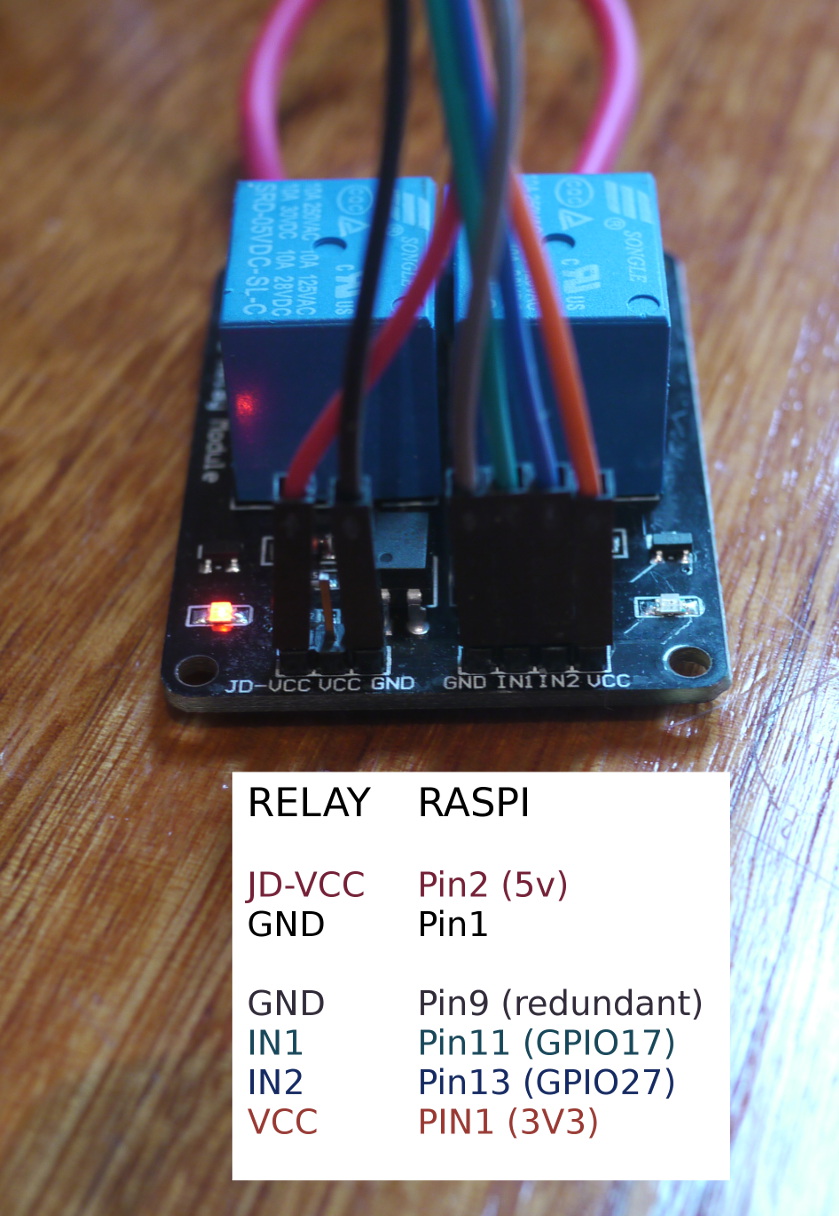 SONGLE
10A 250VAC 10A 125VAC
10A 30VDC 10A 28VDC
SRD-05VDC-SL-C
SONGLE
Module
JD-VCC VCC GND
GND IN1 IN2 VCC
RELAY RASPI
JD-VCC Pin2 (5v)
GND Pin1
GND Pin9 (redundant)
IN1 Pin11 (GPIO17)
IN2 Pin13 (GPIO27)
VCC PIN1 (3V3)